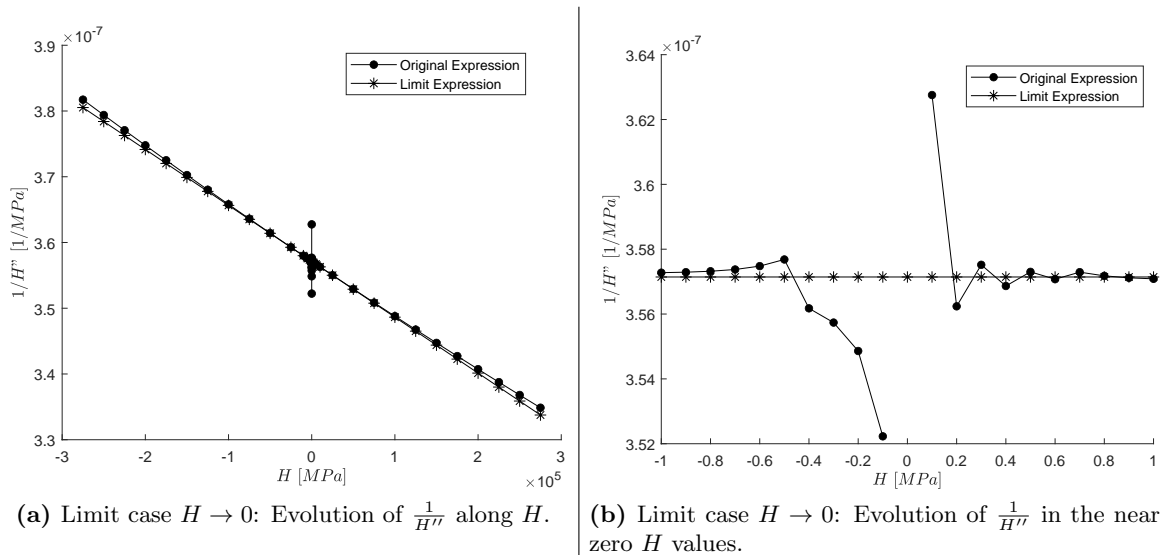 ×10⁻⁷
3.9
3.8
3.7
3.6
3.5
3.4
3.3
1/H" [1/MPa]
Original Expression
Limit Expression
-3 -2 -1 0 1 2 3
H [MPa]
×10⁵
(a) Limit case H → 0: Evolution of 1/H″ along H.
×10⁻⁷
3.64
3.62
3.6
3.58
3.56
3.54
3.52
1/H" [1/MPa]
Original Expression
Limit Expression
-1 -0.8 -0.6 -0.4 -0.2 0 0.2 0.4 0.6 0.8 1
H [MPa]
(b) Limit case H → 0: Evolution of 1/H″ in the near
zero H values.